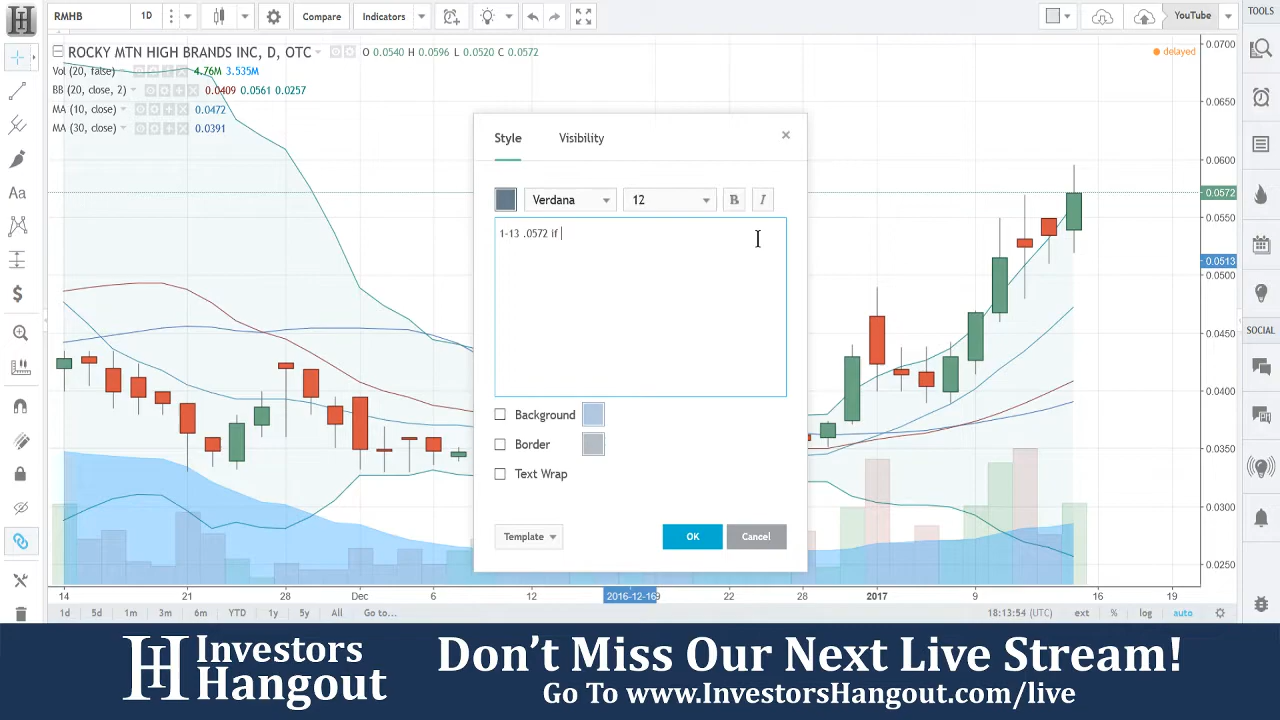 RMHB
1D
Compare
Indicators
YouTube
TOOLS
ROCKY MTN HIGH BRANDS INC, D, OTC O 0.0540 H 0.0596 L 0.0520 C 0.0572
delayed
Vol (20, false) 4.76M 3.535M
BB (20, close, 2) 0.0409 0.0561 0.0257
MA (10, close) 0.0472
MA (30, close) 0.0391
0.0700
0.0650
0.0600
0.0572
0.0550
0.0513
0.0500
0.0450
0.0400
0.0350
0.0300
0.0250
SOCIAL
Style Visibility
Verdana 12 B I
1-13 .0572 if
Background
Border
Text Wrap
Template OK Cancel
14 21 28 Dec 6 12 2016-12-16 9 22 28 2017 9 16 19
1d 5d 1m 3m 6m YTD 1y 5y All Go to... 18:13:54 (UTC) ext % log auto
Investors
Hangout
Don't Miss Our Next Live Stream!
Go To www.InvestorsHangout.com/live
Aa
$
IH